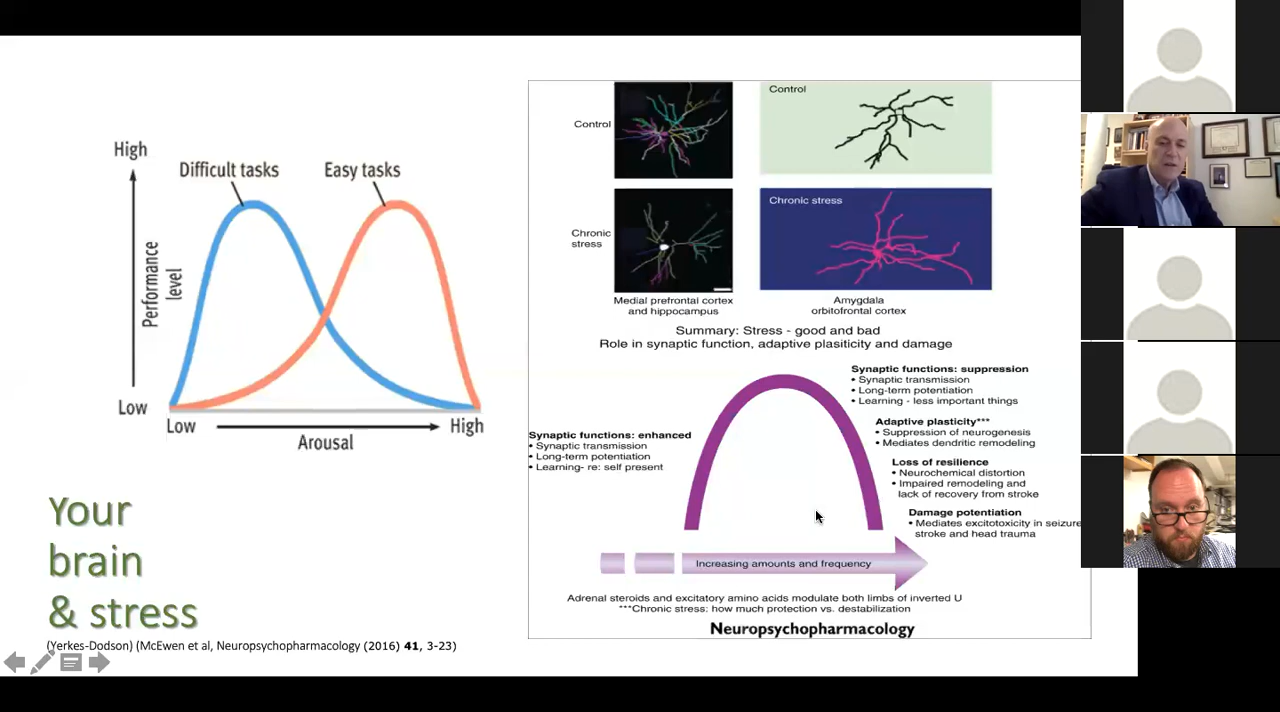 High
Difficult tasks
Easy tasks
Performance
level
Low
Low
High
Arousal
Your
brain
& stress
(Yerkes-Dodson) (McEwen et al, Neuropsychopharmacology (2016) 41, 3-23)
Control
Control
Chronic
stress
Chronic stress
Medial prefrontal cortex
and hippocampus
Amygdala
orbitofrontal cortex
Summary: Stress - good and bad
Role in synaptic function, adaptive plasiticity and damage
Synaptic functions: enhanced
• Synaptic transmission
• Long-term potentiation
• Learning- re: self present
Synaptic functions: suppression
• Synaptic transmission
• Long-term potentiation
• Learning - less important things
Adaptive plasticity***
• Suppression of neurogenesis
• Mediates dendritic remodeling
Loss of resilience
• Neurochemical distortion
• Impaired remodeling and
lack of recovery from stroke
Damage potentiation
• Mediates excitotoxicity in seizure
stroke and head trauma
Increasing amounts and frequency
Adrenal steroids and excitatory amino acids modulate both limbs of inverted U
***Chronic stress: how much protection vs. destabilization
Neuropsychopharmacology